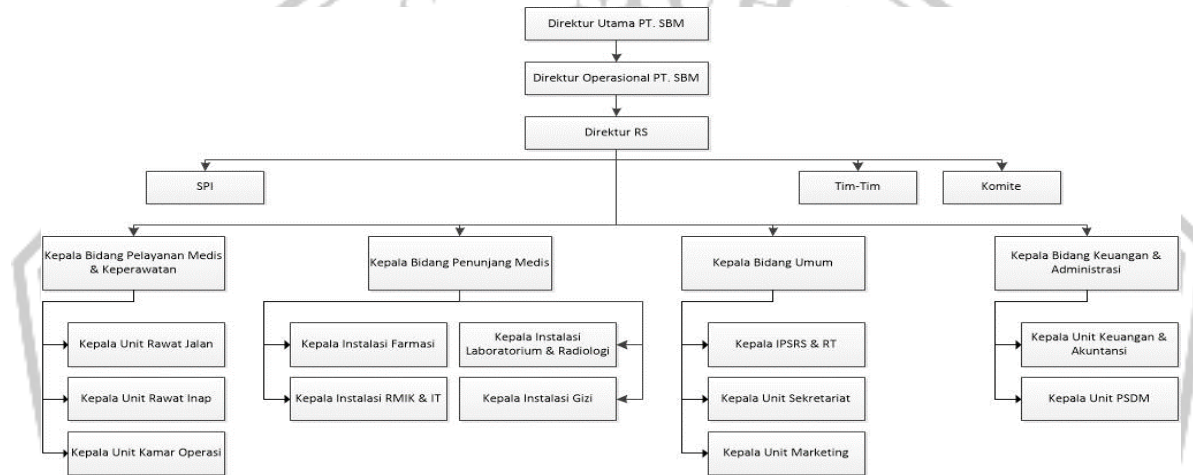 Direktur Utama PT. SBM
Direktur Operasional PT. SBM
Direktur RS
SPI
Tim-Tim
Komite
Kepala Bidang Pelayanan Medis
& Keperawatan
Kepala Bidang Penunjang Medis
Kepala Bidang Umum
Kepala Bidang Keuangan &
Administrasi
Kepala Unit Rawat Jalan
Kepala Unit Rawat Inap
Kepala Unit Kamar Operasi
Kepala Instalasi Farmasi
Kepala Instalasi RMIK & IT
Kepala Instalasi
Laboratorium & Radiologi
Kepala Instalasi Gizi
Kepala IPSRS & RT
Kepala Unit Sekretariat
Kepala Unit Marketing
Kepala Unit Keuangan &
Akuntansi
Kepala Unit PSDM